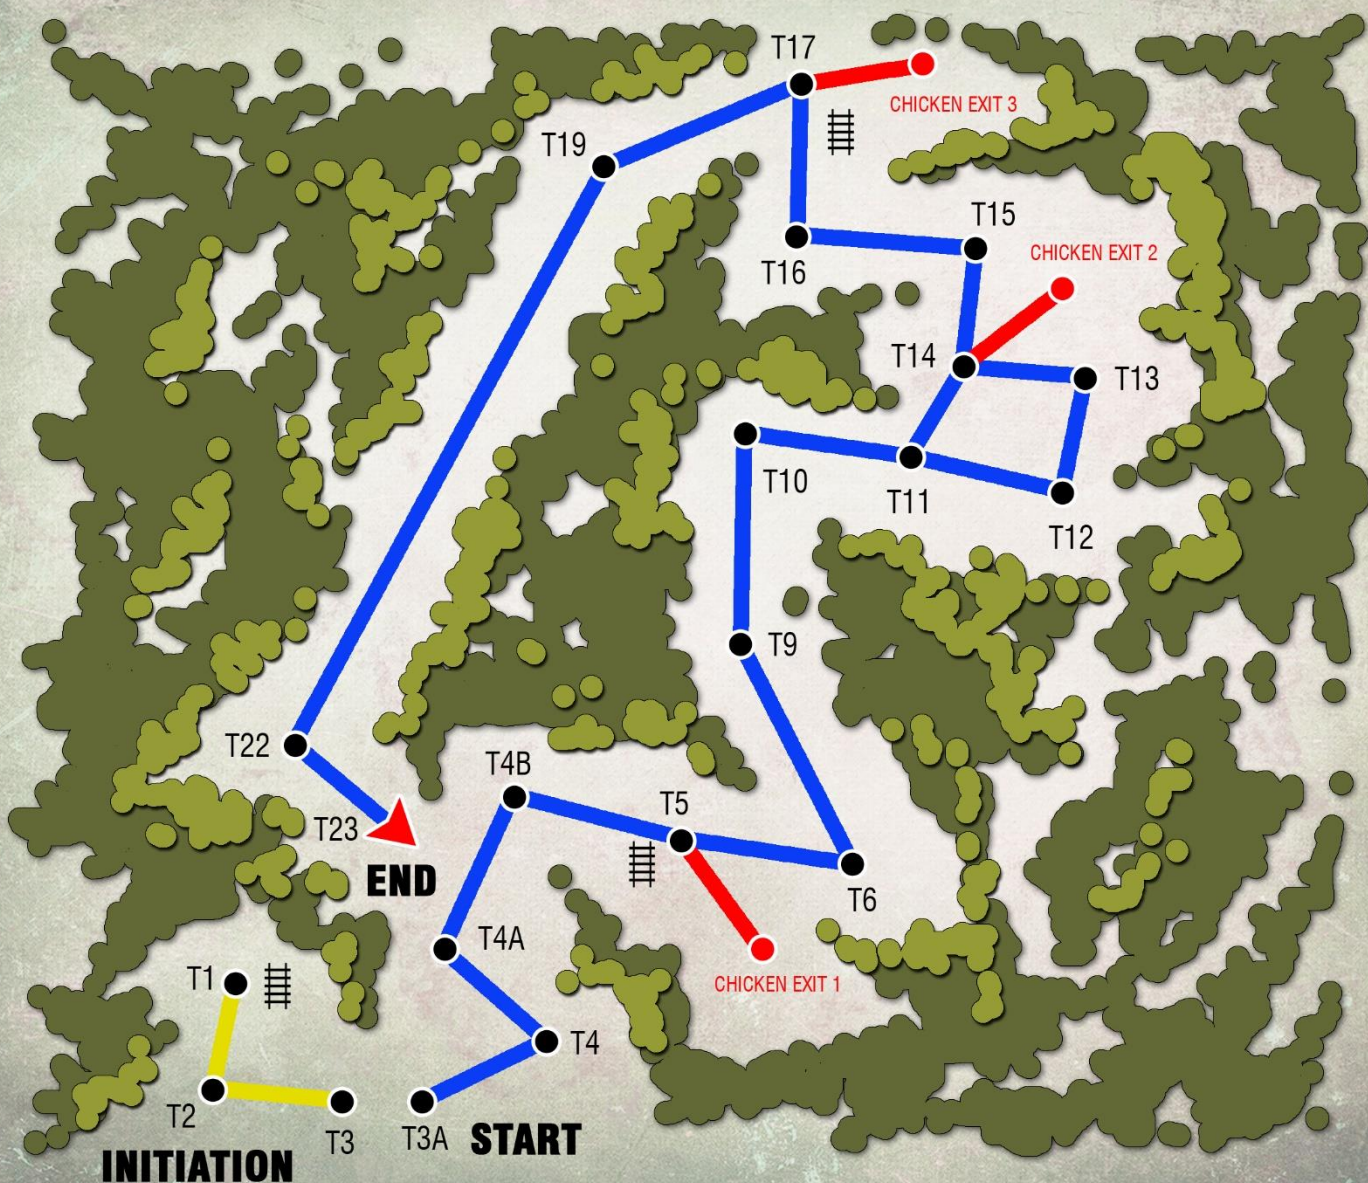 T17
CHICKEN EXIT 3
T19
T15
T16
CHICKEN EXIT 2
T14
T13
T10
T11
T12
T9
T22
T4B
T5
T23
END
T6
T4A
T1
CHICKEN EXIT 1
T4
T2
T3
T3A
START
INITIATION